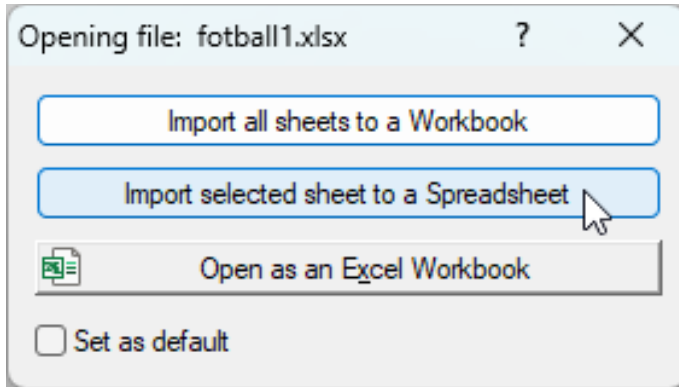 Opening file: fotball1.xlsx ?
Import all sheets to a Workbook
Import selected sheet to a Spreadsheet
Open as an Excel Workbook
Set as default